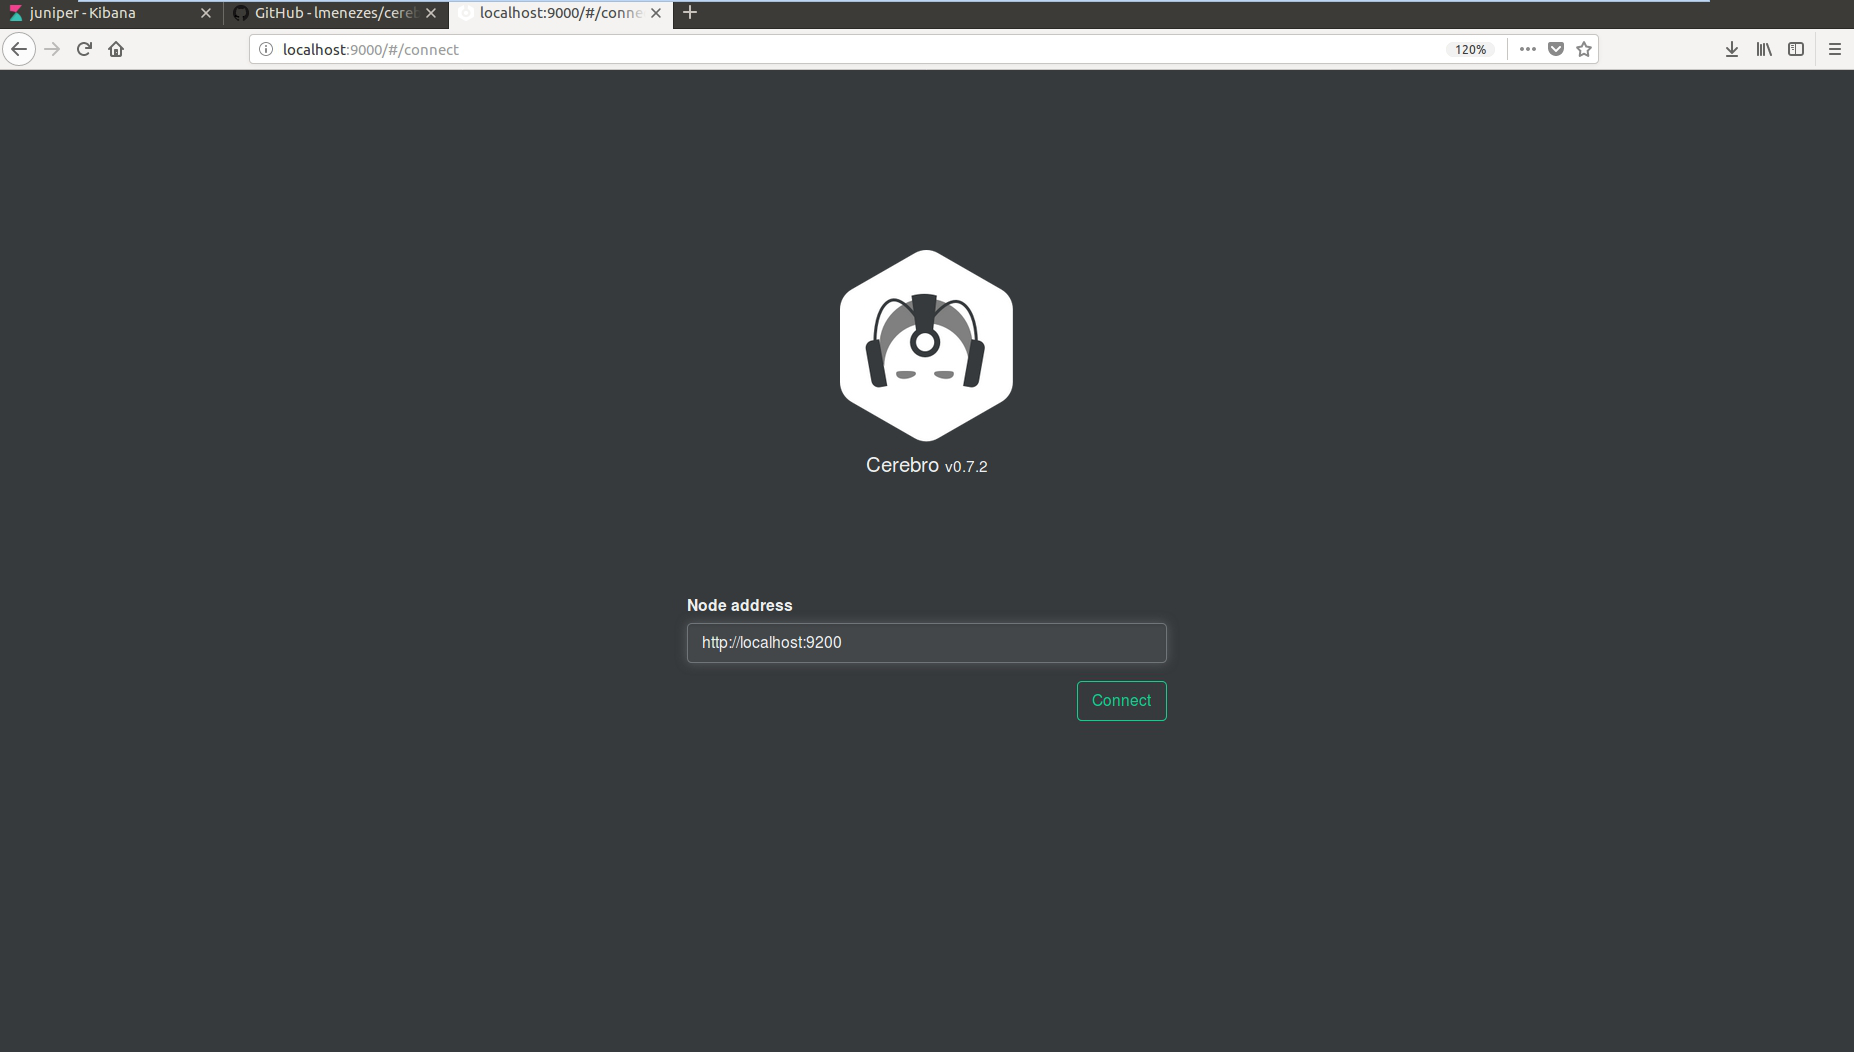 juniper - Kibana
GitHub - lmenezes/cereb
localhost:9000/#/conne
localhost:9000/#/connect
120%
Cerebro v0.7.2
Node address
http://localhost:9200
Connect